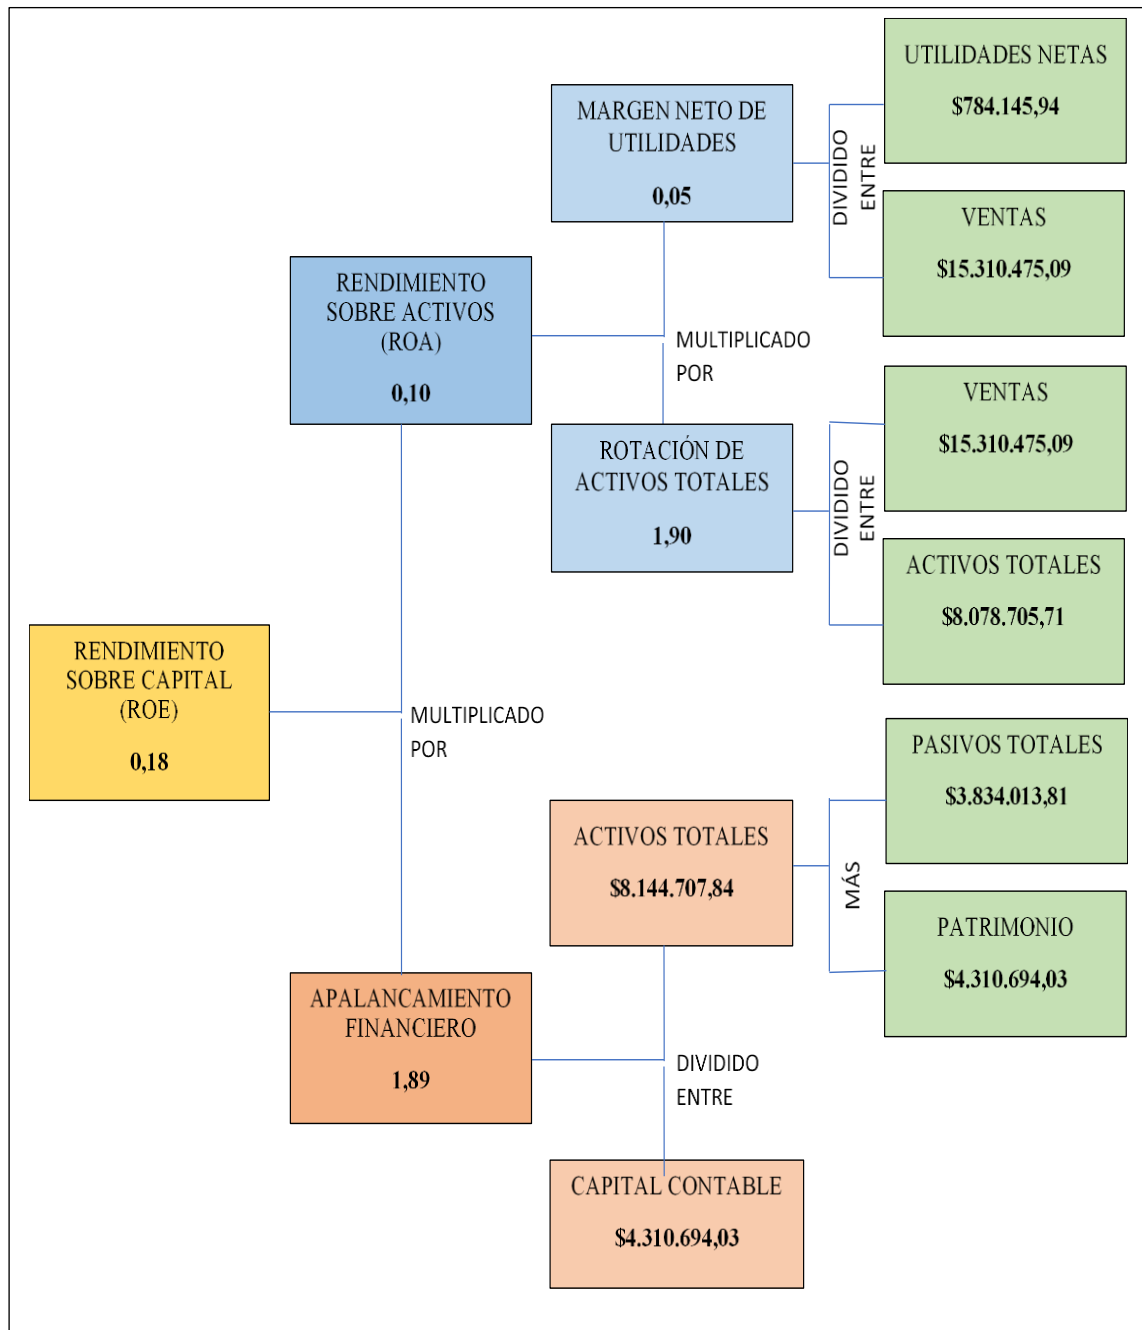 UTILIDADES NETAS
$784.145,94
MARGEN NETO DE
UTILIDADES
0,05
DIVIDIDO
ENTRE
VENTAS
$15.310.475,09
RENDIMIENTO
SOBRE ACTIVOS
(ROA)
0,10
MULTIPLICADO
POR
VENTAS
$15.310.475,09
ROTACIÓN DE
ACTIVOS TOTALES
1,90
DIVIDIDO
ENTRE
ACTIVOS TOTALES
$8.078.705,71
RENDIMIENTO
SOBRE CAPITAL
(ROE)
0,18
MULTIPLICADO
POR
PASIVOS TOTALES
$3.834.013,81
ACTIVOS TOTALES
$8.144.707,84
MÁS
PATRIMONIO
$4.310.694,03
APALANCAMIENTO
FINANCIERO
1,89
DIVIDIDO
ENTRE
CAPITAL CONTABLE
$4.310.694,03